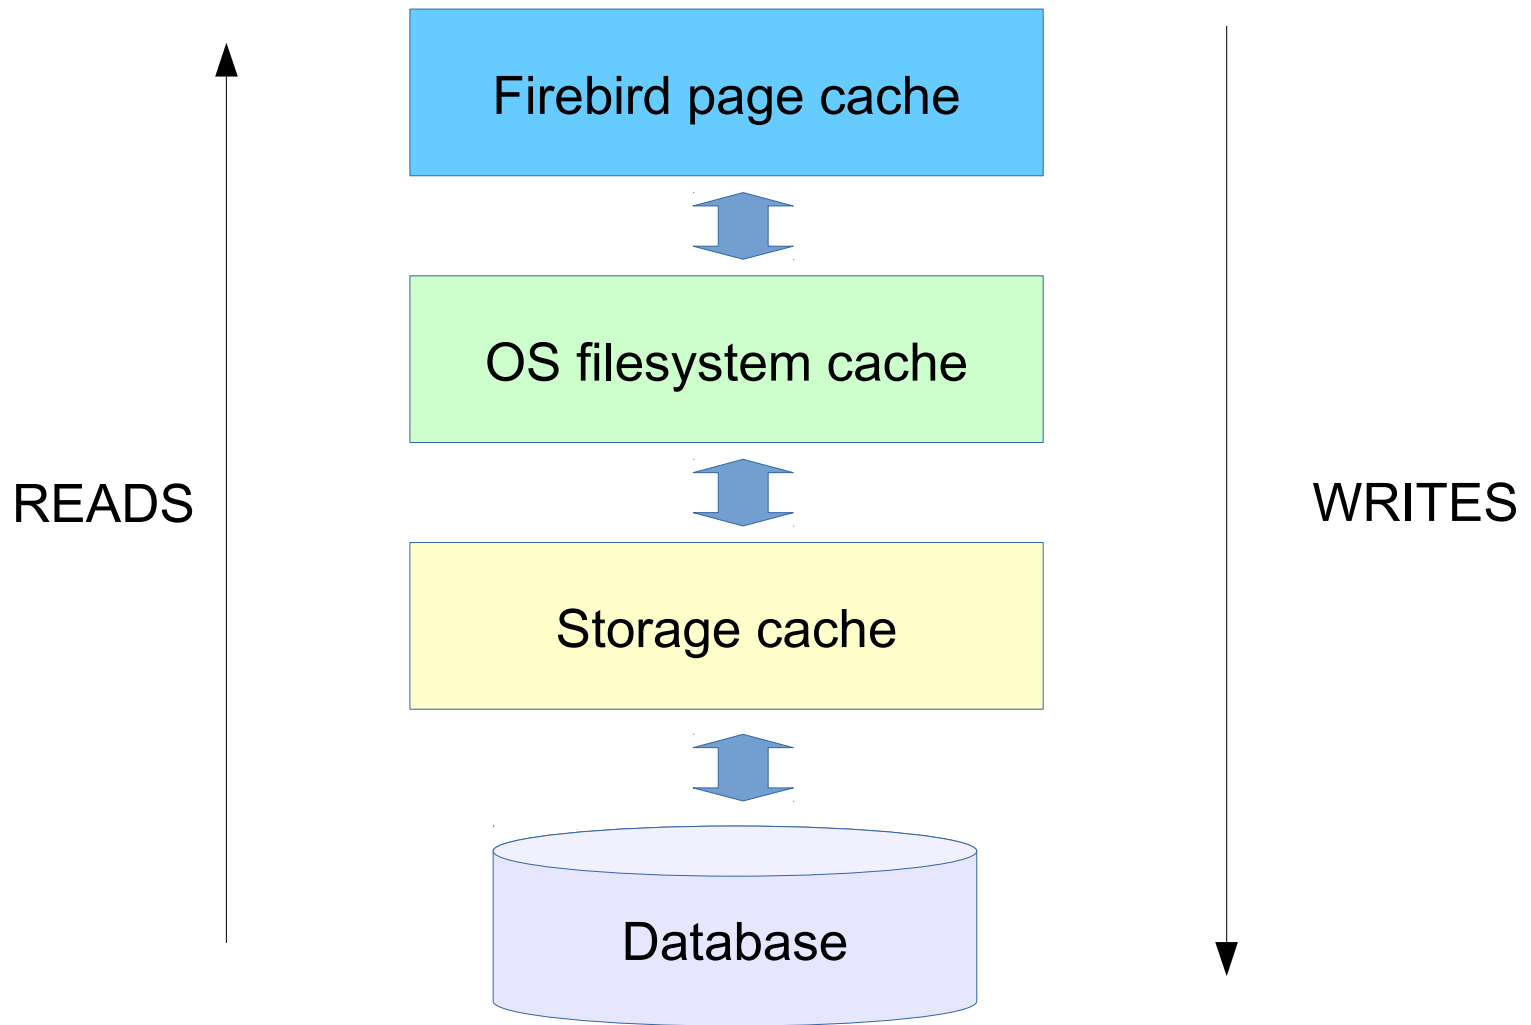 Firebird page cache
OS filesystem cache
READS
WRITES
Storage cache
Database